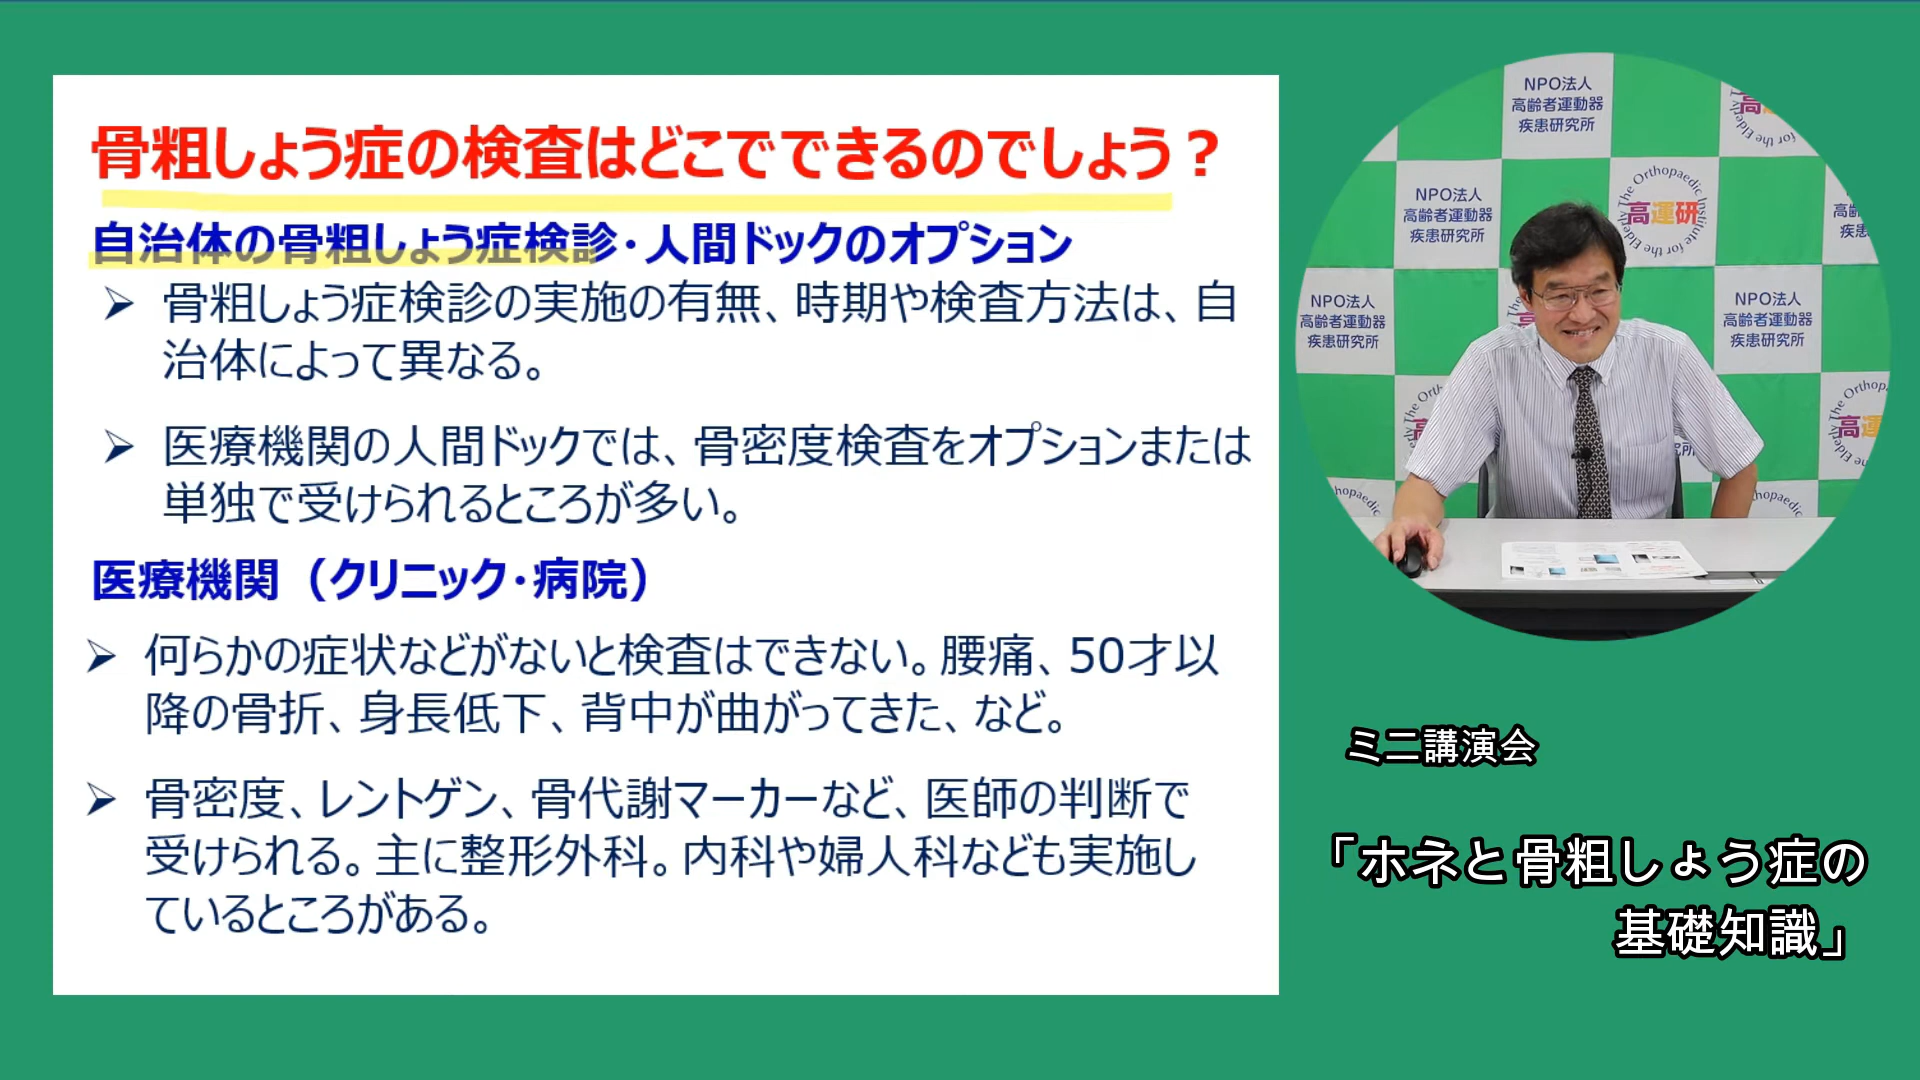 骨粗しょう症の検査はどこでできるのでしょう？
自治体の骨粗しょう症検診・人間ドックのオプション
➢ 骨粗しょう症検診の実施の有無、時期や検査方法は、自
治体によって異なる。
➢ 医療機関の人間ドックでは、骨密度検査をオプションまたは
単独で受けられるところが多い。
医療機関（クリニック・病院）
➢ 何らかの症状などがないと検査はできない。腰痛、50才以
降の骨折、身長低下、背中が曲がってきた、など。
➢ 骨密度、レントゲン、骨代謝マーカーなど、医師の判断で
受けられる。主に整形外科。内科や婦人科なども実施し
ているところがある。
NPO法人
高齢者運動器
疾患研究所
NPO法人
高齢者運動器
疾患研究所
The Orthopaedic Institute for the Elderly
高運研
NPO法人
高齢者運動器
疾患研究所
NPO法人
高齢者運動器
疾患研究所
ミニ講演会
「ホネと骨粗しょう症の
基礎知識」